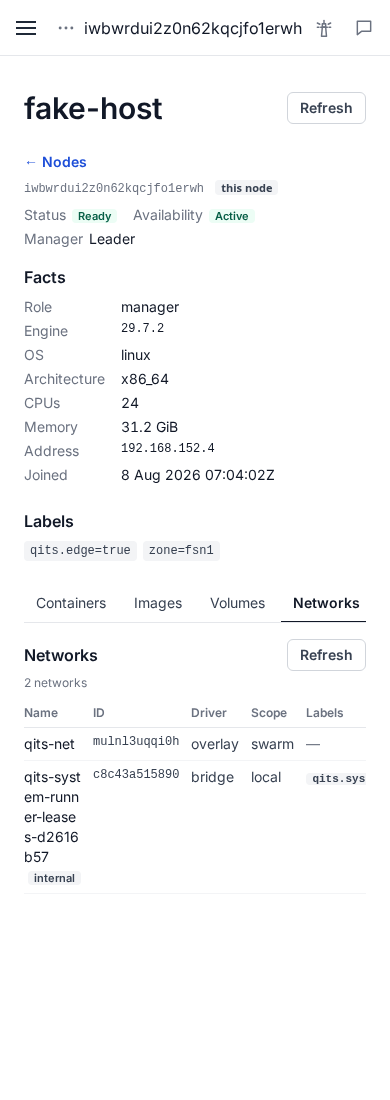 iwbwrdui2z0n62kqcjfo1erwh
fake-host
Refresh
← Nodes
iwbwrdui2z0n62kqcjfo1erwh this node
Status Ready Availability Active
Manager Leader
Facts
Role manager
Engine 29.7.2
OS linux
Architecture x86_64
CPUs 24
Memory 31.2 GiB
Address 192.168.152.4
Joined 8 Aug 2026 07:04:02Z
Labels
qits.edge=true zone=fsn1
Containers Images Volumes Networks
Networks
Refresh
2 networks
Name ID Driver Scope Labels
qits-net mulnl3uqqi0h overlay swarm —
qits-syst c8c43a515890 bridge local qits.sys
em-runn
er-lease
s-d2616
b57
internal